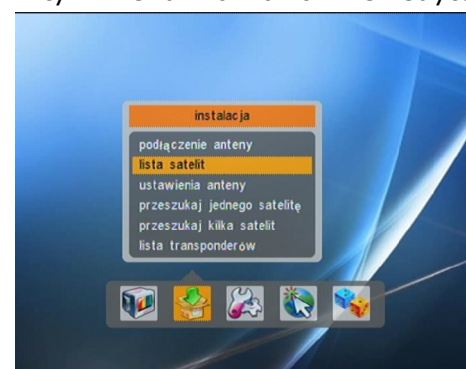 instalacja
podłączenie anteny
lista satelit
ustawienia anteny
przeszukaj jednego satelitę
przeszukaj kilka satelit
lista transponderów